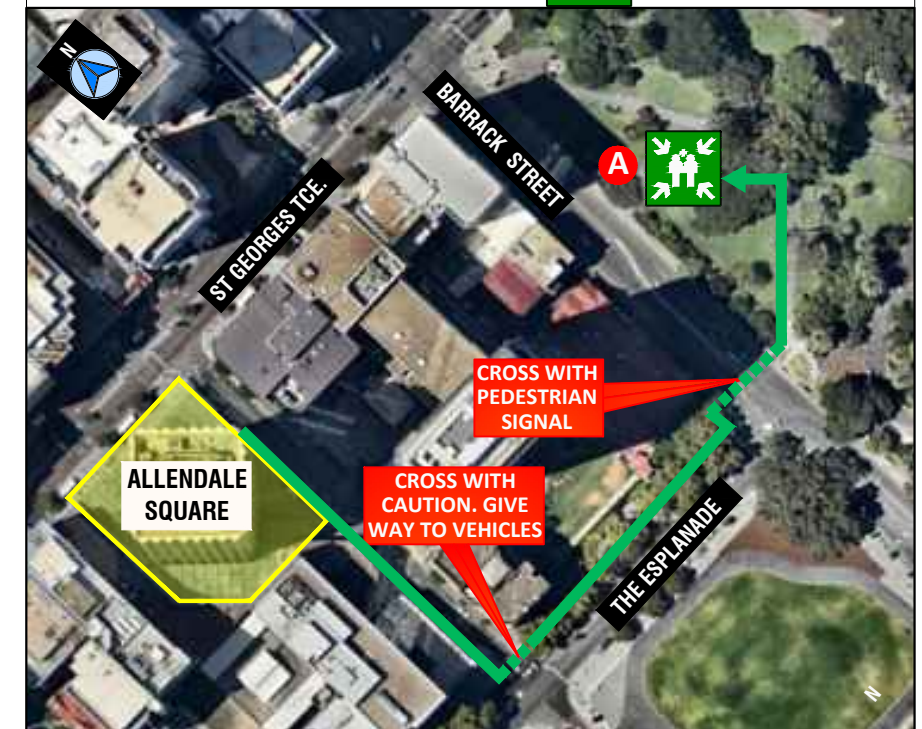 N
BARRACK STREET
A
ST GEORGES TCE.
CROSS WITH
PEDESTRIAN
SIGNAL
ALLENDALE
SQUARE
CROSS WITH
CAUTION. GIVE
WAY TO VEHICLES
THE ESPLANADE
N